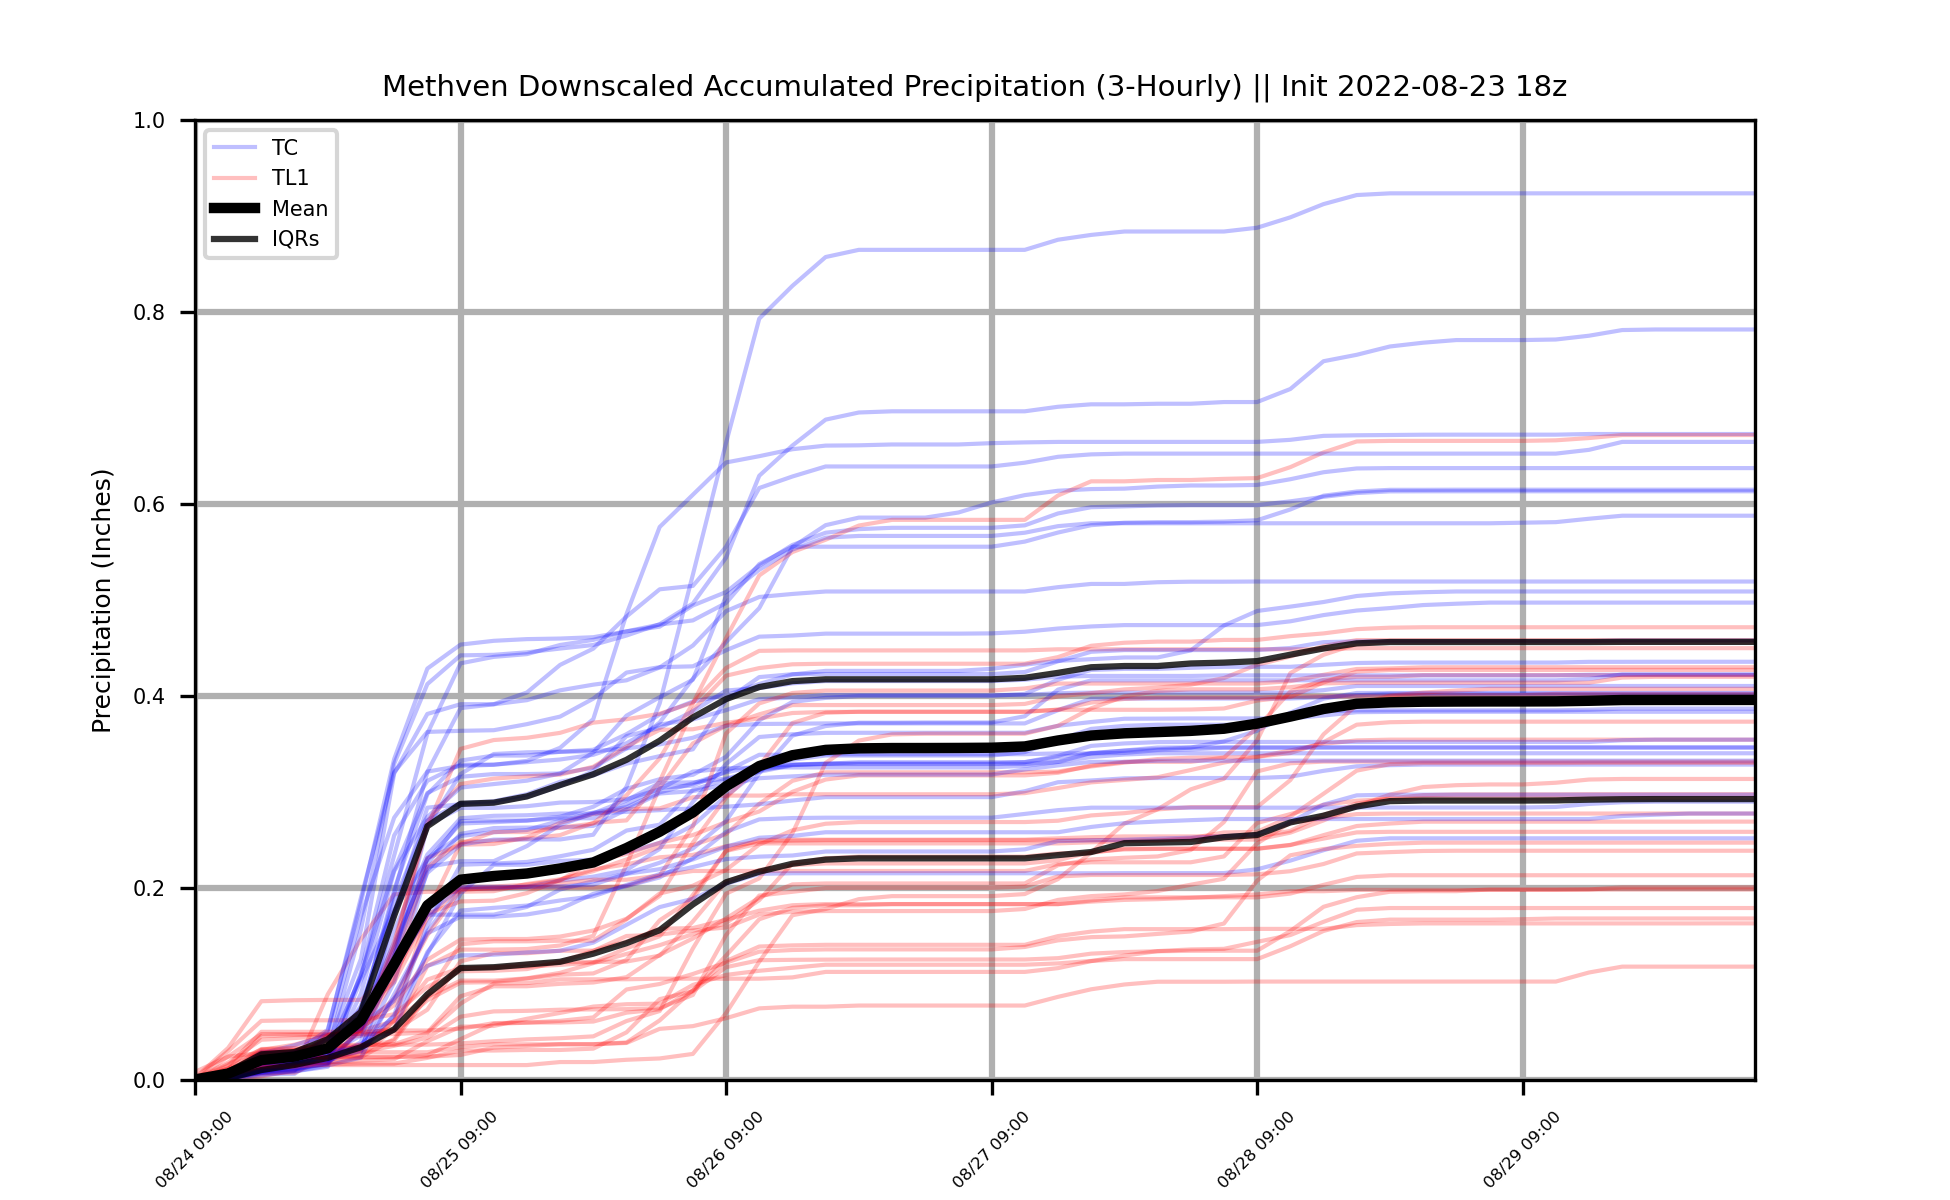 Methven Downscaled Accumulated Precipitation (3-Hourly) || Init 2022-08-23 18z
TC
TL1
Mean
IQRs
Precipitation (Inches)
1.0
0.8
0.6
0.4
0.2
0.0
08/24 09:00
08/25 09:00
08/26 09:00
08/27 09:00
08/28 09:00
08/29 09:00